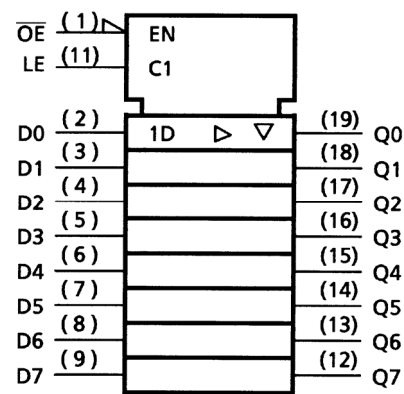 OE (1) EN
LE (11) C1
D0 (2) 1D (19) Q0
D1 (3) (18) Q1
D2 (4) (17) Q2
D3 (5) (16) Q3
D4 (6) (15) Q4
D5 (7) (14) Q5
D6 (8) (13) Q6
D7 (9) (12) Q7